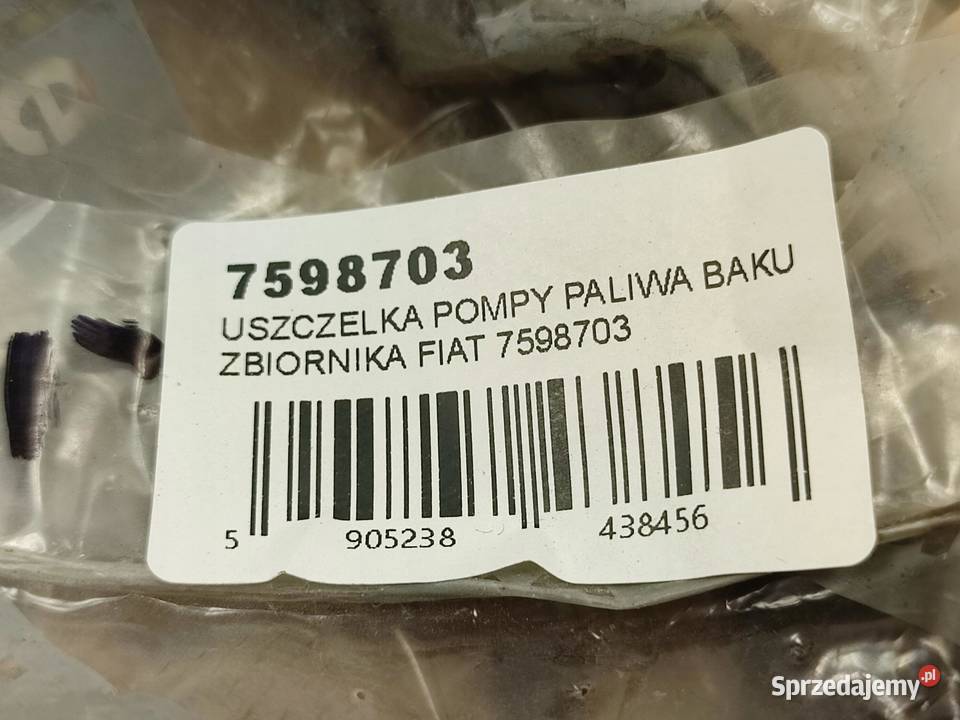 7598703
USZCZELKA POMPY PALIWA BAKU
ZBIORNIKA FIAT 7598703
5 905238 438456
Sprzedajemy.pl